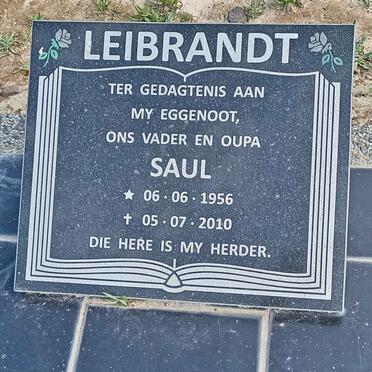 LEIBRANDT
TER GEDAGTENIS AAN
MY EGGENOOT,
ONS VADER EN OUPA
SAUL
★ 06 · 06 · 1956
✝ 05 · 07 · 2010
DIE HERE IS MY HERDER.